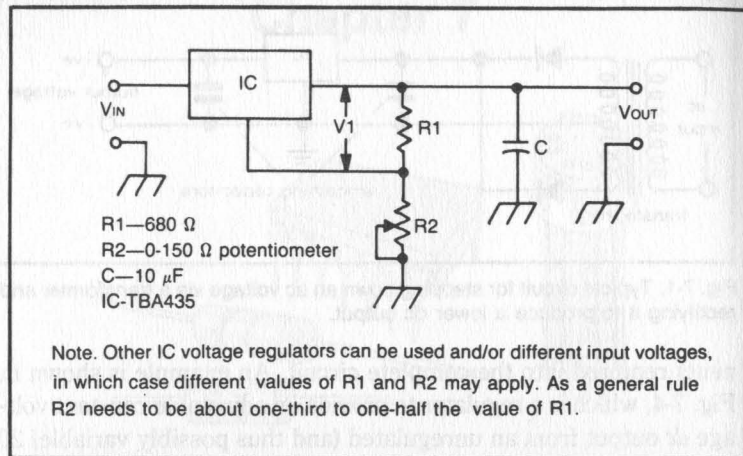 IC
VIN
V1
R1
VOUT
C
R2
R1—680 Ω
R2—0-150 Ω potentiometer
C—10 μF
IC-TBA435
Note. Other IC voltage regulators can be used and/or different input voltages,
in which case different values of R1 and R2 may apply. As a general rule
R2 needs to be about one-third to one-half the value of R1.